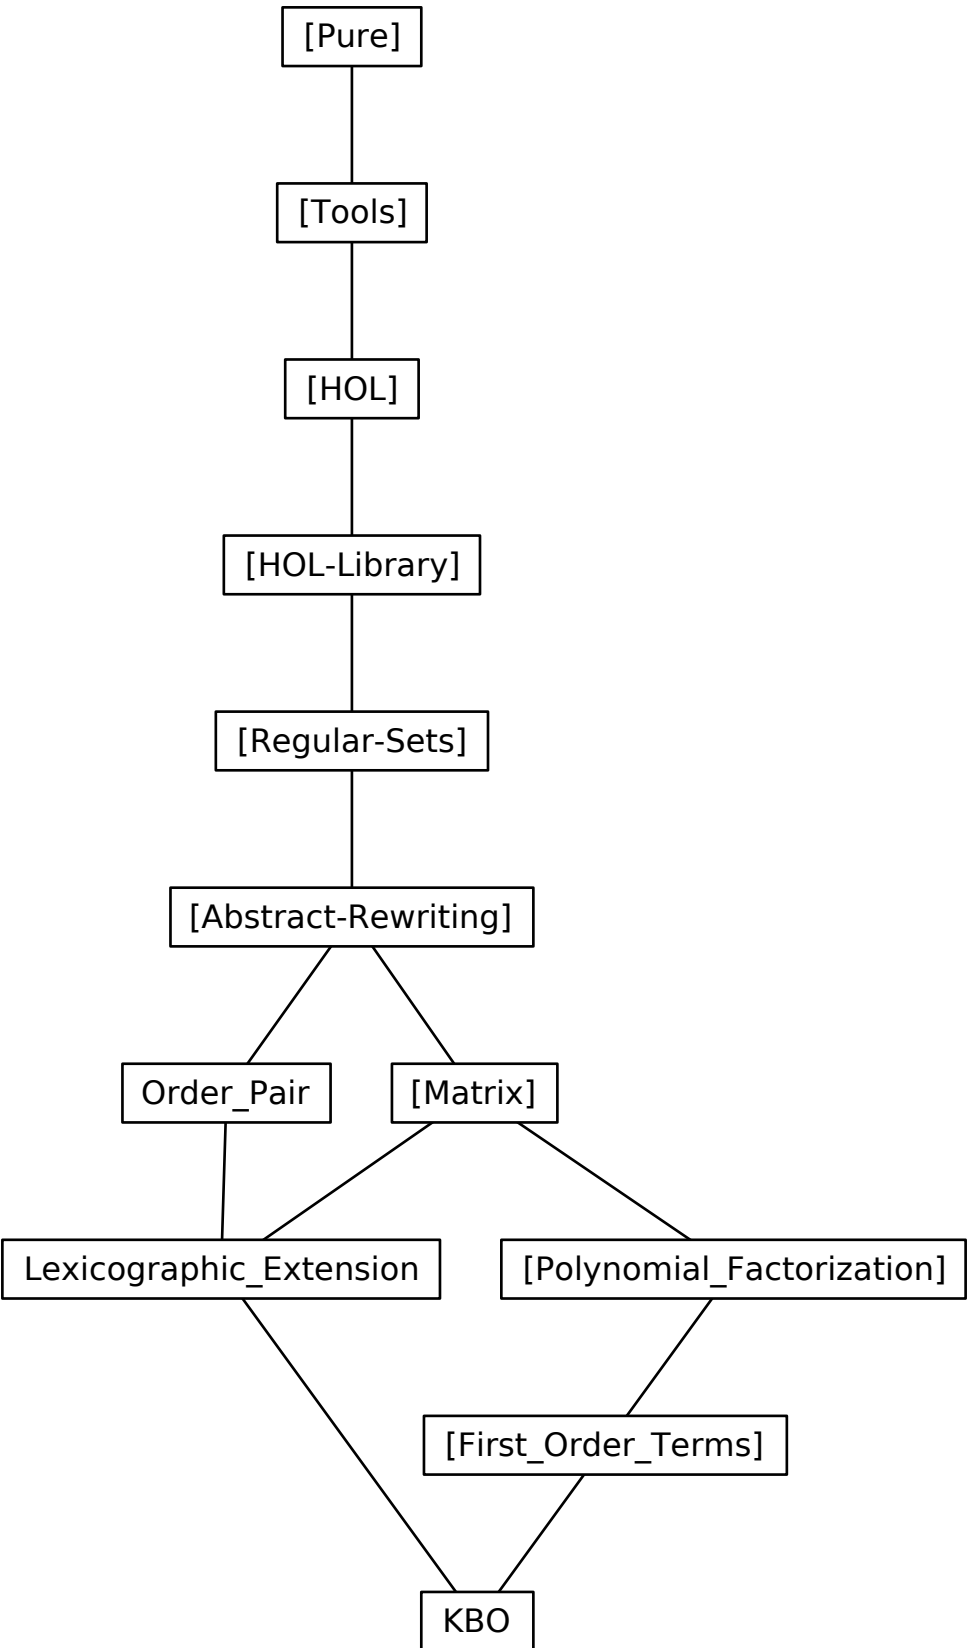 [Pure]
[Tools]
[HOL]
[HOL-Library]
[Regular-Sets]
[Abstract-Rewriting]
Order_Pair
[Matrix]
Lexicographic_Extension
[Polynomial_Factorization]
[First_Order_Terms]
KBO